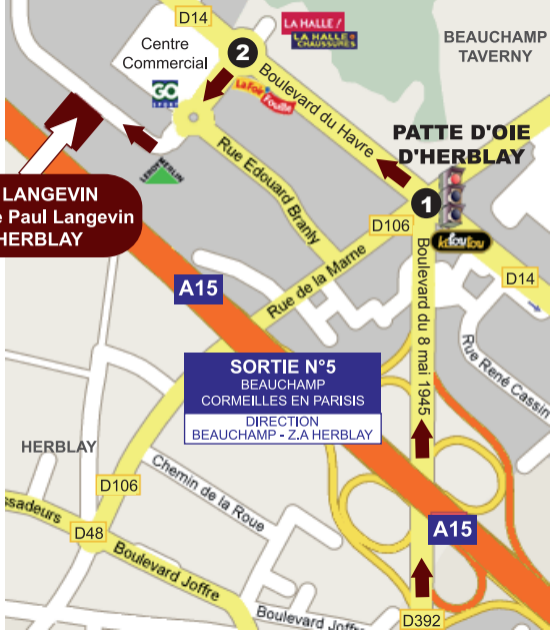 D14
LA HALLE !
LA HALLE
CHAUSSURES
BEAUCHAMP
TAVERNY
Centre
Commercial
2
GO
SPORT
La Foir'Fouille
Boulevard du Havre
PATTE D'OIE
D'HERBLAY
LEROY MERLIN
Rue Edouard Branly
1
LANGEVIN
Paul Langevin
HERBLAY
D106
kiloutou
D14
A15
Rue de la Marne
Boulevard du 8 mai 1945
Rue René Cassin
SORTIE N°5
BEAUCHAMP
CORMEILLES EN PARISIS
DIRECTION
BEAUCHAMP - Z.A HERBLAY
HERBLAY
Chemin de la Roue
D106
ssadeurs
D48
A15
Boulevard Joffre
Boulevard Joffre
D392